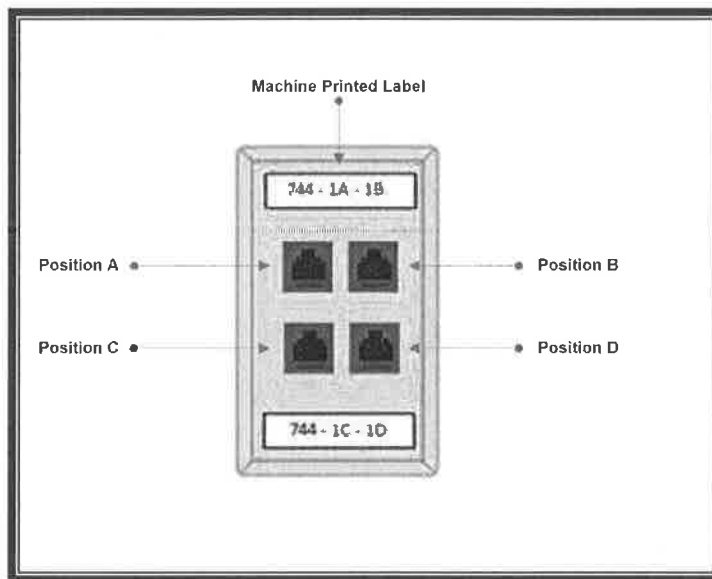 Machine Printed Label
744 - 1A - 1B
Position A
Position B
Position C
Position D
744 - 1C - 1D